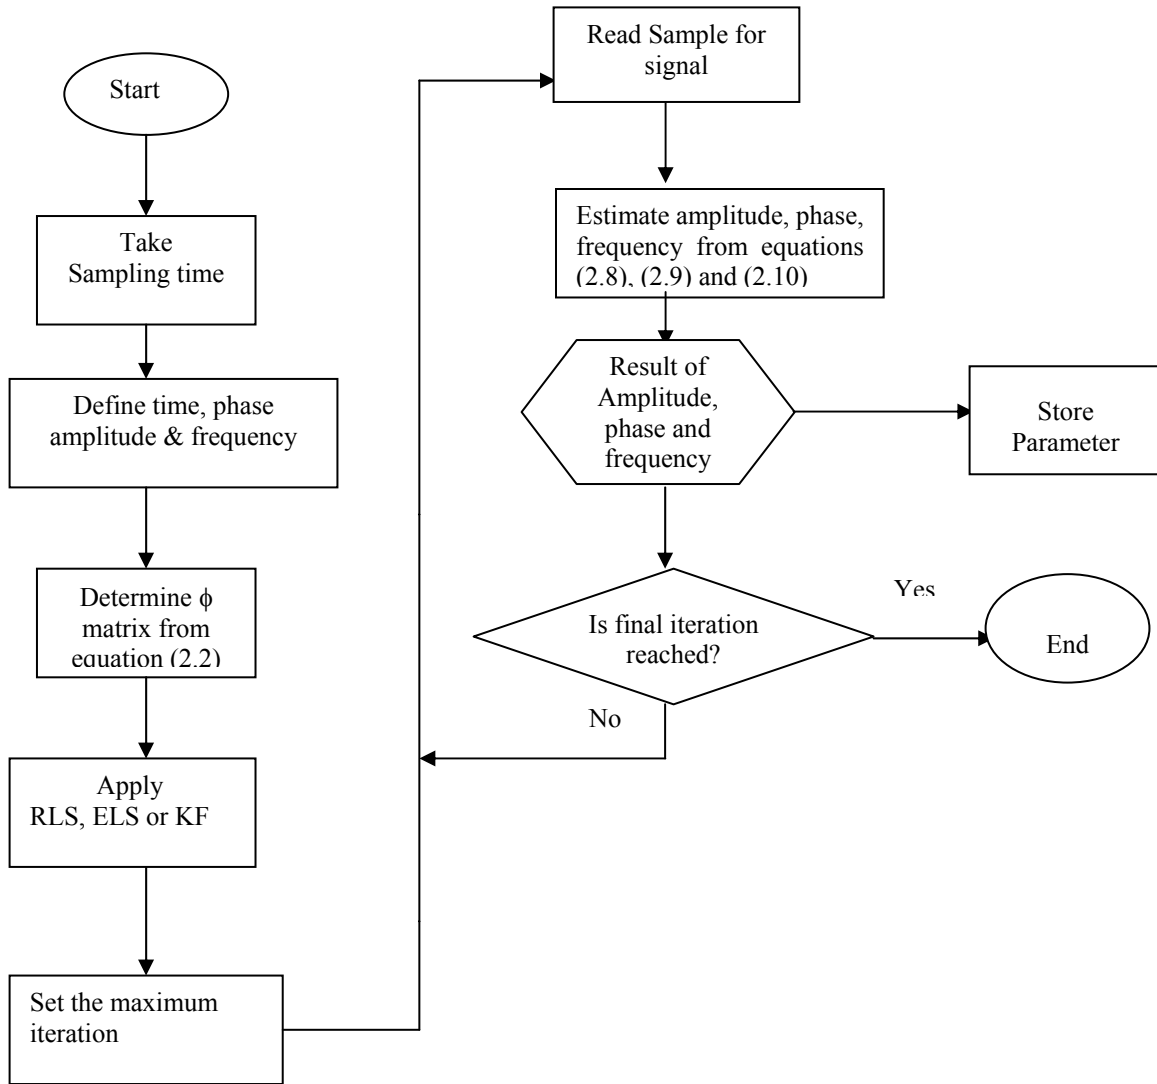 Start
Take
Sampling time
Define time, phase
amplitude & frequency
Determine ϕ
matrix from
equation (2.2)
Apply
RLS, ELS or KF
Set the maximum
iteration
Read Sample for
signal
Estimate amplitude, phase,
frequency from equations
(2.8), (2.9) and (2.10)
Result of
Amplitude,
phase and
frequency
Store
Parameter
Is final iteration
reached?
Yes
End
No